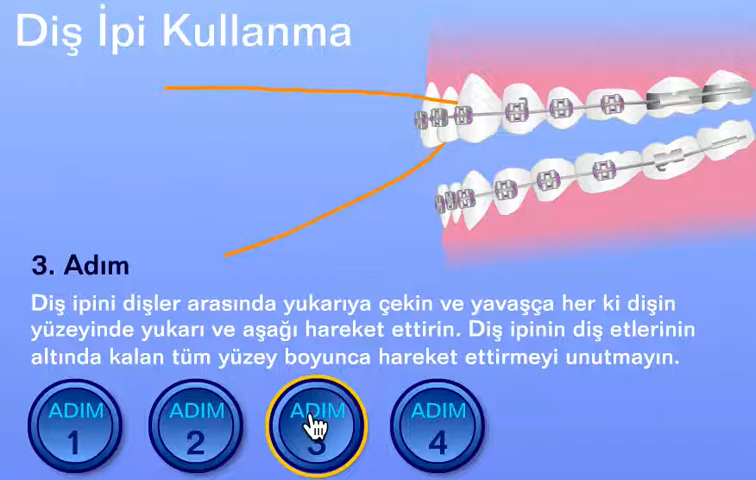 Diş İpi Kullanma
3. Adım
Diş ipini dişler arasında yukarıya çekin ve yavaşça her ki dişin
yüzeyinde yukarı ve aşağı hareket ettirin. Diş ipinin diş etlerinin
altında kalan tüm yüzey boyunca hareket ettirmeyi unutmayın.
ADIM
1
ADIM
2
ADIM
3
ADIM
4